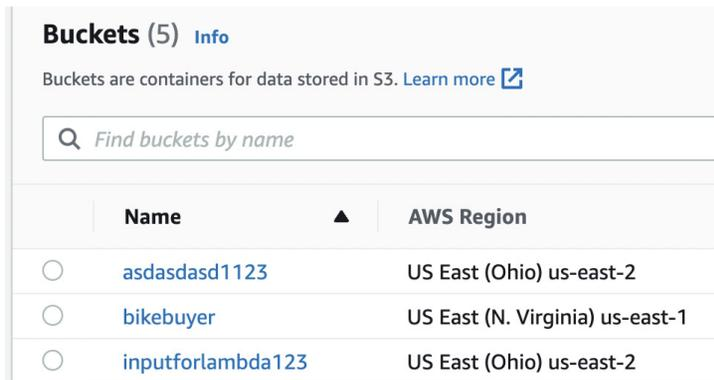 Buckets (5) Info
Buckets are containers for data stored in S3. Learn more
Find buckets by name
Name AWS Region
asdasdasd1123 US East (Ohio) us-east-2
bikebuyer US East (N. Virginia) us-east-1
inputforlambda123 US East (Ohio) us-east-2